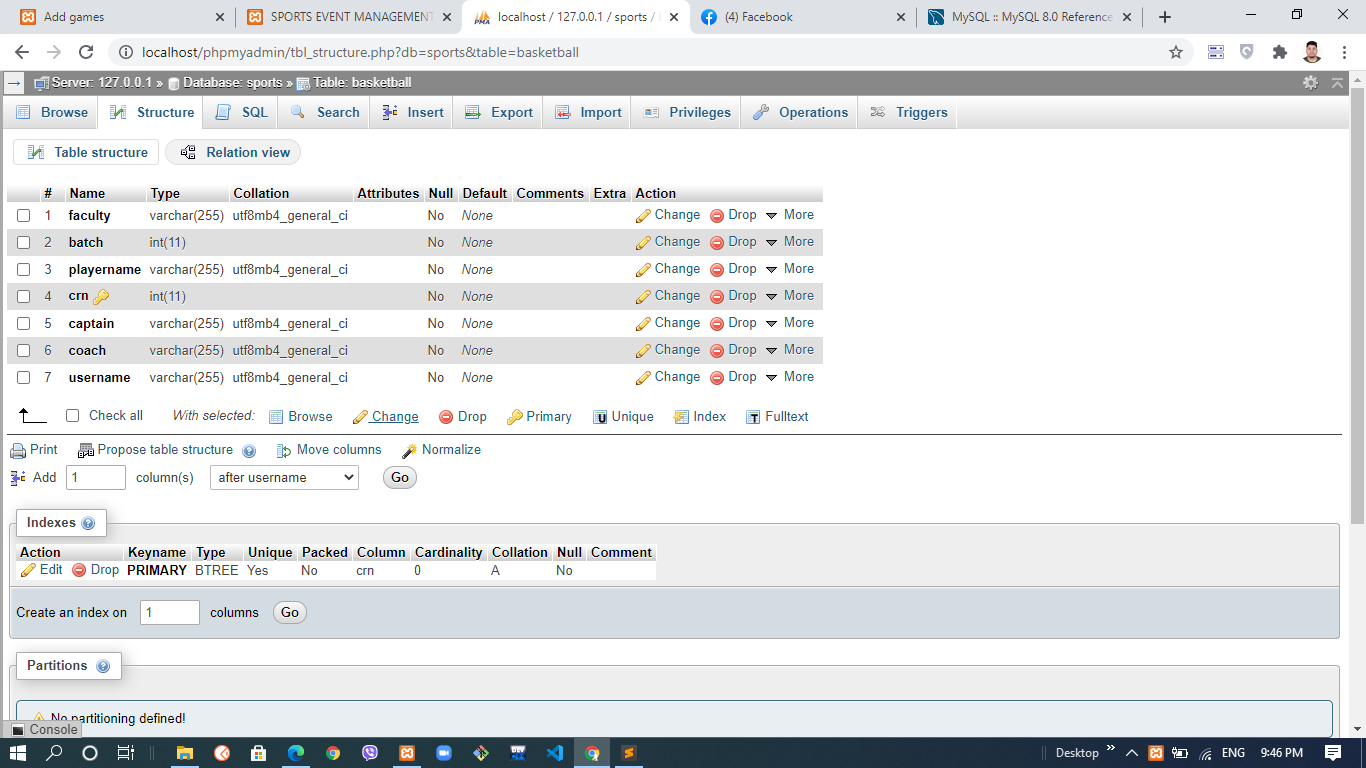 Add games
SPORTS EVENT MANAGEMENT
localhost / 127.0.0.1 / sports /
(4) Facebook
MySQL :: MySQL 8.0 Reference
localhost/phpmyadmin/tbl_structure.php?db=sports&table=basketball
Server: 127.0.0.1 » Database: sports » Table: basketball
Browse Structure SQL Search Insert Export Import Privileges Operations Triggers
Table structure Relation view
# Name Type Collation Attributes Null Default Comments Extra Action
1 faculty varchar(255) utf8mb4_general_ci No None Change Drop More
2 batch int(11) No None Change Drop More
3 playername varchar(255) utf8mb4_general_ci No None Change Drop More
4 crn int(11) No None Change Drop More
5 captain varchar(255) utf8mb4_general_ci No None Change Drop More
6 coach varchar(255) utf8mb4_general_ci No None Change Drop More
7 username varchar(255) utf8mb4_general_ci No None Change Drop More
Check all With selected: Browse Change Drop Primary Unique Index Fulltext
Print Propose table structure Move columns Normalize
Add 1 column(s) after username Go
Indexes
Action Keyname Type Unique Packed Column Cardinality Collation Null Comment
Edit Drop PRIMARY BTREE Yes No crn 0 A No
Create an index on 1 columns Go
Partitions
No partitioning defined!
Console
Desktop ENG 9:46 PM